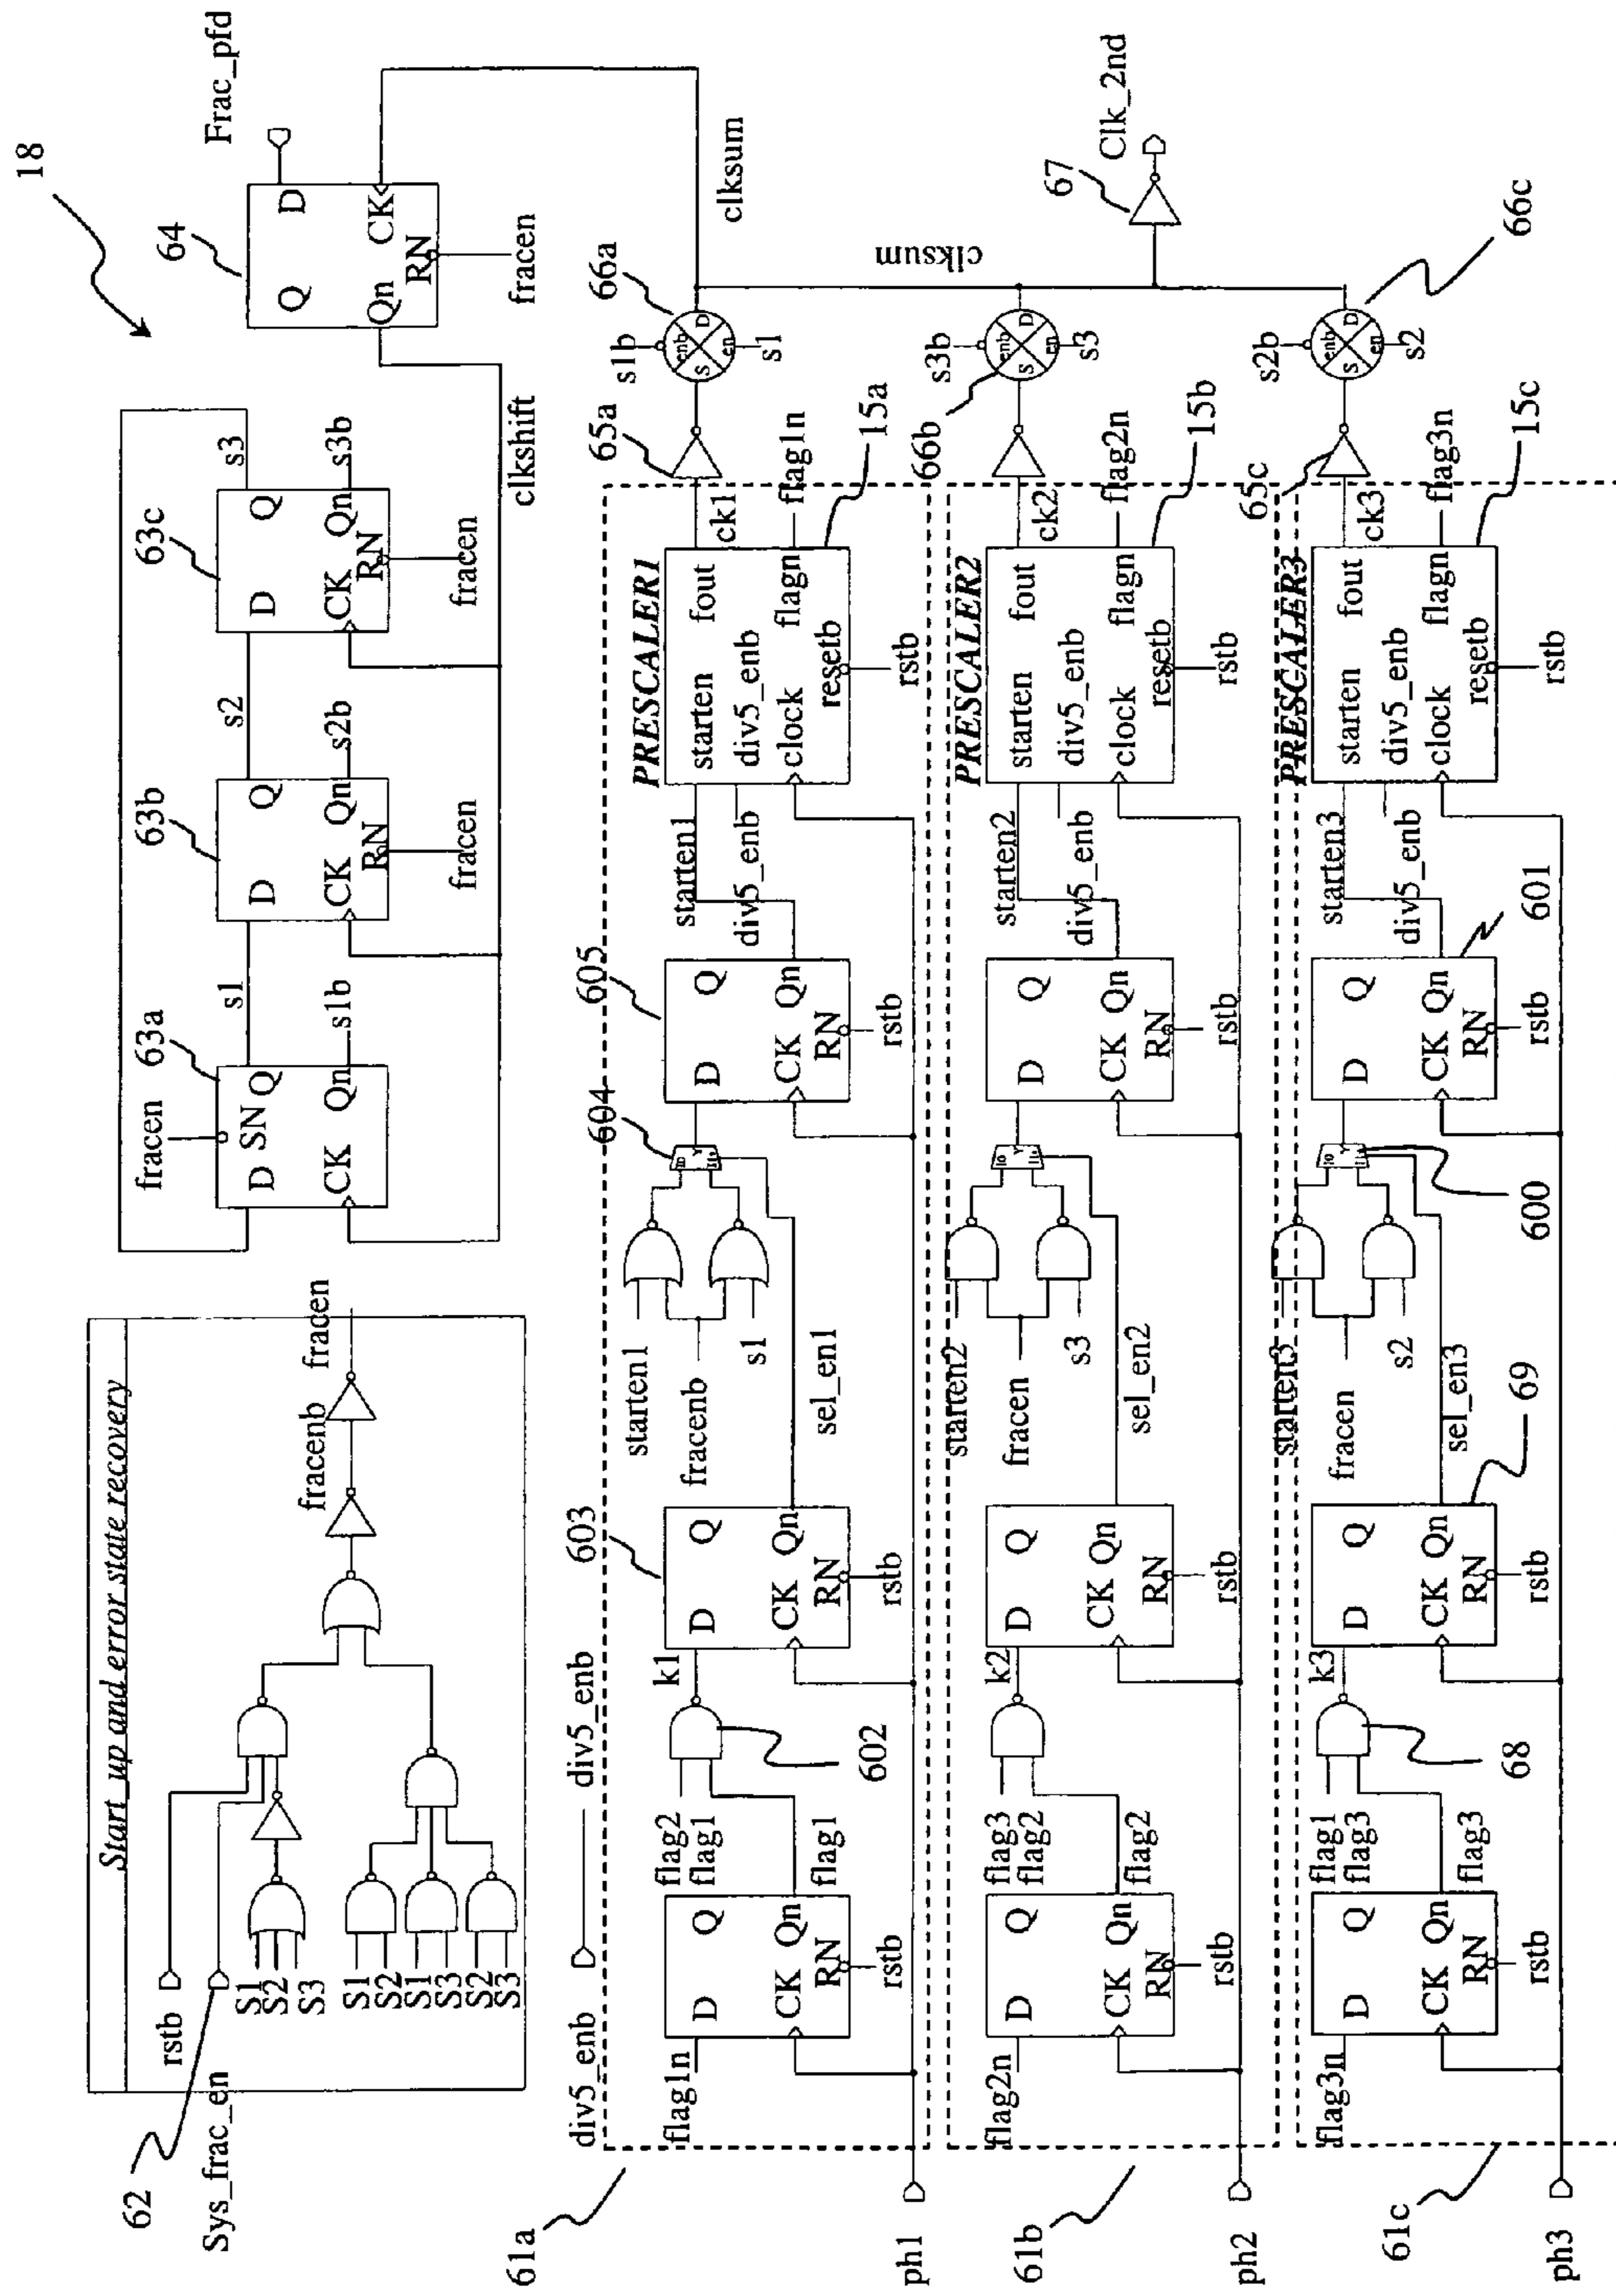 18
Start_up and error state recovery
rstb
62
Sys_frac_en
S1
S2
S3
S1
S2
S1
S3
S2
S3
fracenb
fracen
fracen
63a
D
SN
Q
CK
Qn
s1
s1b
63b
D
Q
CK
Qn
RN
fracen
s2
s2b
63c
D
Q
CK
Qn
RN
fracen
s3
s3b
clkshift
64
Q
D
Qn
CK
RN
fracen
Frac_pfd
clksum
clksum
div5_enb
div5_enb
61a
flag1n
D
Q
CK
Qn
RN
rstb
flag2
flag1
flag1
602
k1
603
D
Q
CK
Qn
RN
rstb
sel_en1
starten1
fracenb
s1
604
605
D
Q
CK
Qn
RN
rstb
starten1
div5_enb
PRESCALER1
starten
fout
div5_enb
clock
flagn
resetb
rstb
ck1
flag1n
15a
65a
s1b
66a
enb
S
D
en
s1
ph1
61b
flag2n
D
Q
CK
Qn
RN
rstb
flag3
flag2
flag2
k2
D
Q
CK
Qn
RN
rstb
sel_en2
starten2
fracen
s3
D
Q
CK
Qn
RN
rstb
starten2
div5_enb
PRESCALER2
starten
fout
div5_enb
clock
flagn
resetb
rstb
ck2
flag2n
15b
66b
s3b
enb
S
D
en
s3
67
Clk_2nd
ph2
61c
flag3n
D
Q
CK
Qn
RN
rstb
flag1
flag3
flag3
68
k3
69
D
Q
CK
Qn
RN
rstb
sel_en3
starten3
fracen
s2
600
601
D
Q
CK
Qn
RN
rstb
starten3
div5_enb
PRESCALER3
starten
fout
div5_enb
clock
flagn
resetb
rstb
ck3
flag3n
15c
65c
s2b
66c
enb
S
D
en
s2
ph3